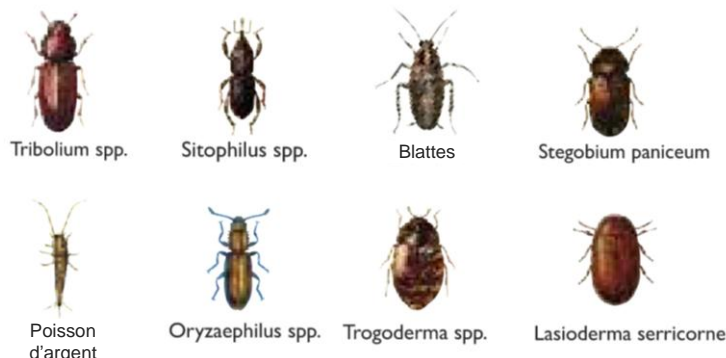 Tribolium spp.
Sitophilus spp.
Blattes
Stegobium paniceum
Poisson
d'argent
Oryzaephilus spp.
Trogoderma spp.
Lasioderma serricorne